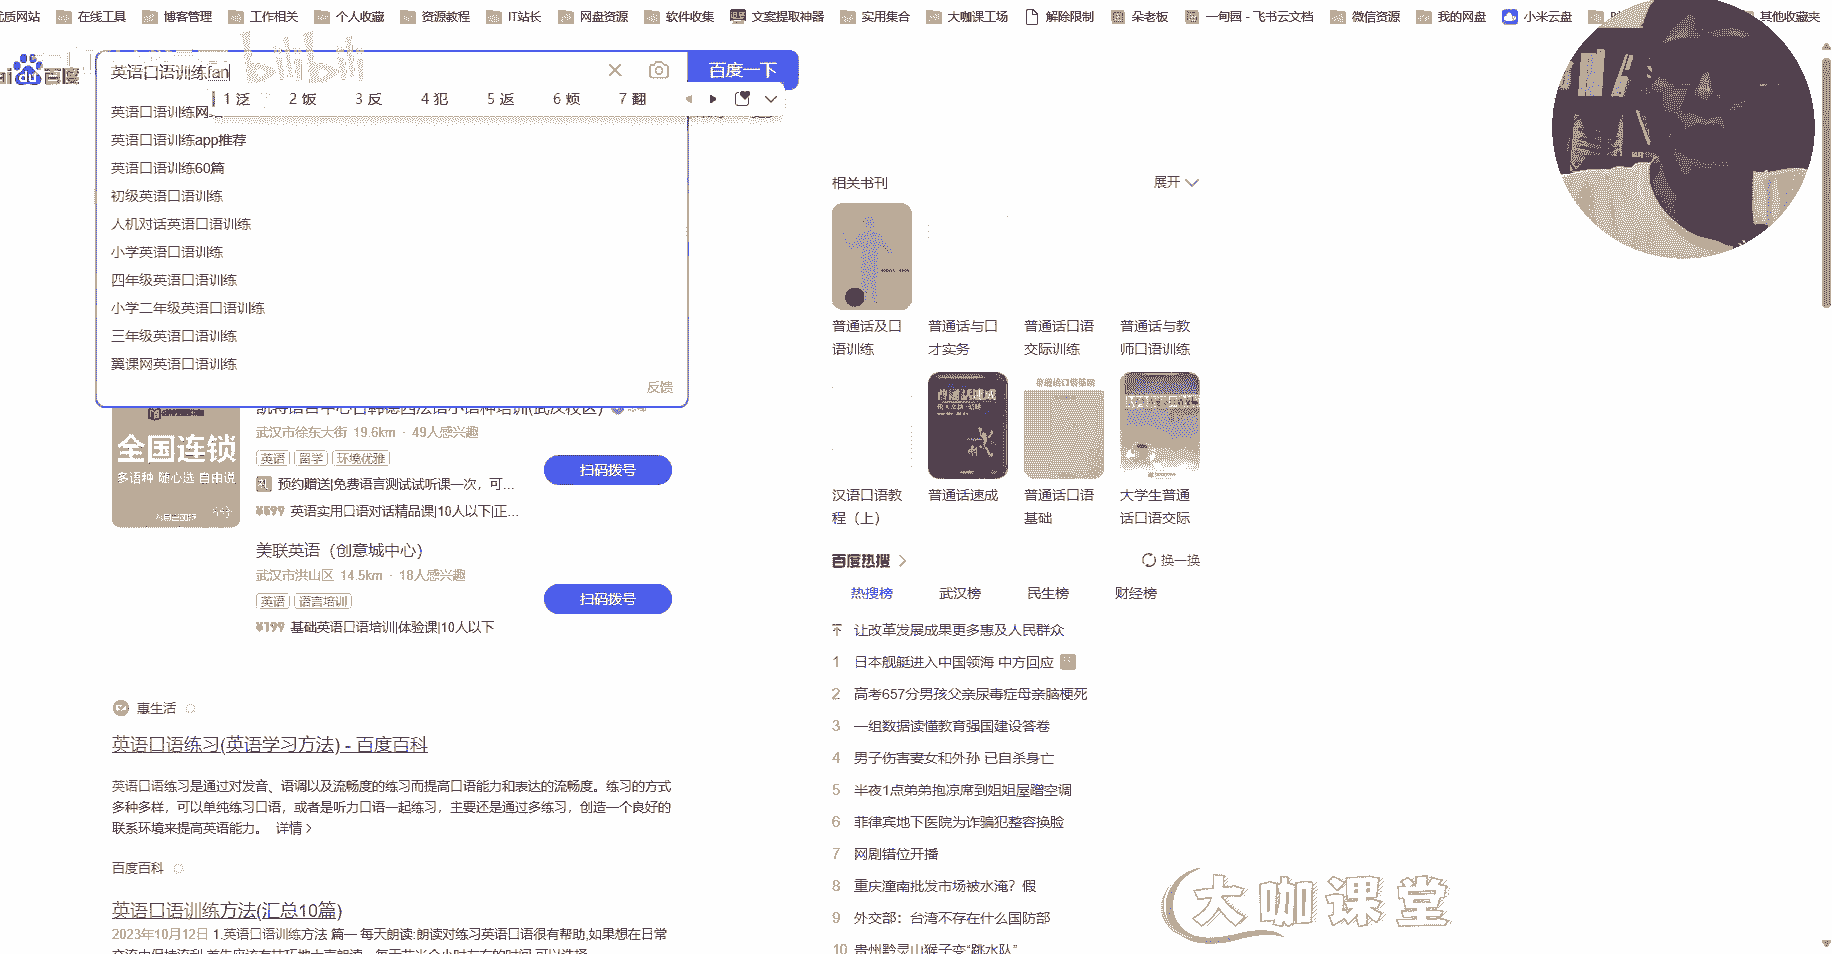 优质网站 在线工具 博客管理 工作相关 个人收藏 资源教程 IT站长 网盘资源 软件收集 文案提取神器 实用集合 大咖课工场 解除限制 朵老板 一甸园 - 飞书云文档 微信资源 我的网盘 小米云盘 其他收藏夹
bilibili
du百度
英语口语训练fan
百度一下
1 泛 2 饭 3 反 4 犯 5 返 6 烦 7 翻
英语口语训练网
英语口语训练app推荐
英语口语训练60篇
初级英语口语训练
人机对话英语口语训练
小学英语口语训练
四年级英语口语训练
小学二年级英语口语训练
三年级英语口语训练
翼课网英语口语训练
反馈
凯特语言中心日韩德西法语小语种培训(武汉校区)
武汉市徐东大街 19.6km · 49人感兴趣
英语 留学 环境优雅
礼 预约赠送|免费语言测试试听课一次，可...
¥599 英语实用口语对话精品课|10人以下|正...
扫码拨号
全国连锁
多语种 随心选 自由说
美联英语（创意城中心）
武汉市洪山区 14.5km · 18人感兴趣
英语 语言培训
¥199 基础英语口语培训|体验课|10人以下
扫码拨号
惠生活
英语口语练习(英语学习方法) - 百度百科
英语口语练习是通过对发音、语调以及流畅度的练习而提高口语能力和表达的流畅度。练习的方式
多种多样，可以单纯练习口语，或者是听力口语一起练习，主要还是通过多练习，创造一个良好的
联系环境来提高英语能力。 详情 >
百度百科
英语口语训练方法(汇总10篇)
2023年10月12日 1.英语口语训练方法 篇一 每天朗读:朗读对练习英语口语很有帮助,如果想在日常
相关书刊
展开
普通话及口语训练
普通话与口才实务
普通话口语交际训练
普通话与教师口语训练
普通话速成
汉语口语教程（上）
普通话速成
普通话口语基础
大学生普通话口语交际
百度热搜 >
换一换
热搜榜 武汉榜 民生榜 财经榜
让改革发展成果更多惠及人民群众
1 日本舰艇进入中国领海 中方回应
2 高考657分男孩父亲尿毒症母亲脑梗死
3 一组数据读懂教育强国建设答卷
4 男子伤害妻女和外孙 已自杀身亡
5 半夜1点弟弟抱凉席到姐姐屋蹭空调
6 菲律宾地下医院为诈骗犯整容换脸
7 网剧错位开播
8 重庆潼南批发市场被水淹？假
9 外交部：台湾不存在什么国防部
10 贵州黔灵山猴子变“跳水队”
大咖课堂